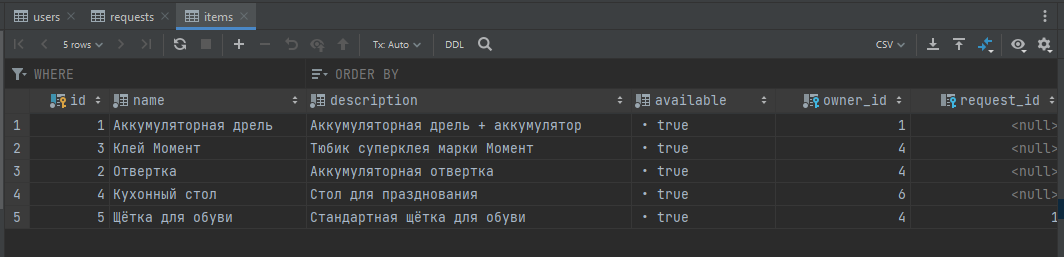 users requests items
5 rows Tx: Auto DDL CSV
WHERE ORDER BY
id name description available owner_id request_id
1 1 Аккумуляторная дрель Аккумуляторная дрель + аккумулятор true 1 <null>
2 3 Клей Момент Тюбик суперклея марки Момент true 4 <null>
3 2 Отвертка Аккумуляторная отвертка true 4 <null>
4 4 Кухонный стол Стол для празднования true 6 <null>
5 5 Щётка для обуви Стандартная щётка для обуви true 4 1